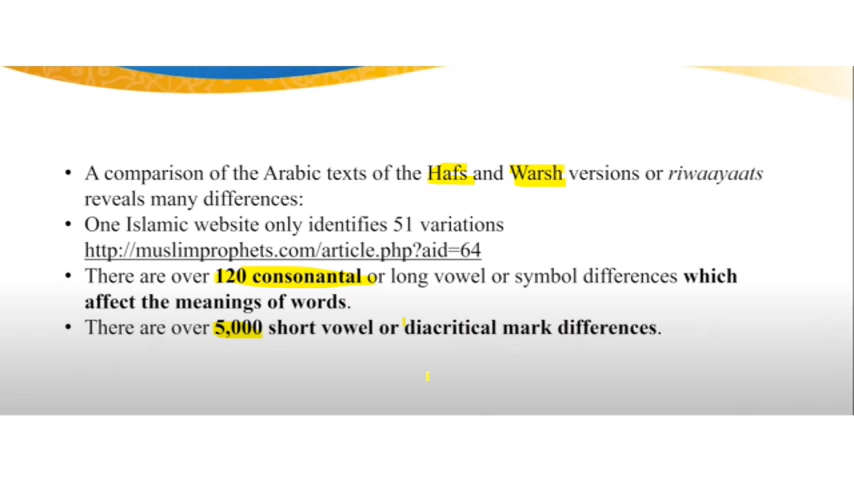 • A comparison of the Arabic texts of the Hafs and Warsh versions or riwaayaats
reveals many differences:
• One Islamic website only identifies 51 variations
http://muslimprophets.com/article.php?aid=64
• There are over 120 consonantal or long vowel or symbol differences which
affect the meanings of words.
• There are over 5,000 short vowel or diacritical mark differences.